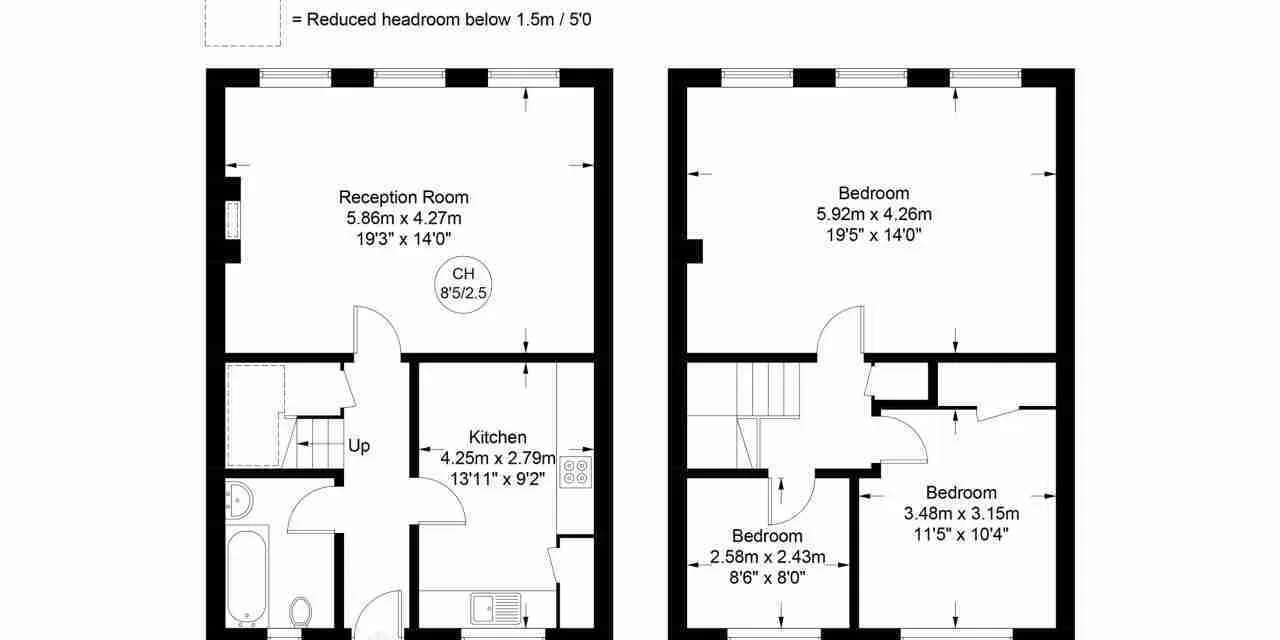 = Reduced headroom below 1.5m / 5'0
Reception Room
5.86m x 4.27m
19'3" x 14'0"
CH
8'5/2.5
Up
Kitchen
4.25m x 2.79m
13'11" x 9'2"
Bedroom
5.92m x 4.26m
19'5" x 14'0"
Bedroom
3.48m x 3.15m
11'5" x 10'4"
Bedroom
2.58m x 2.43m
8'6" x 8'0"